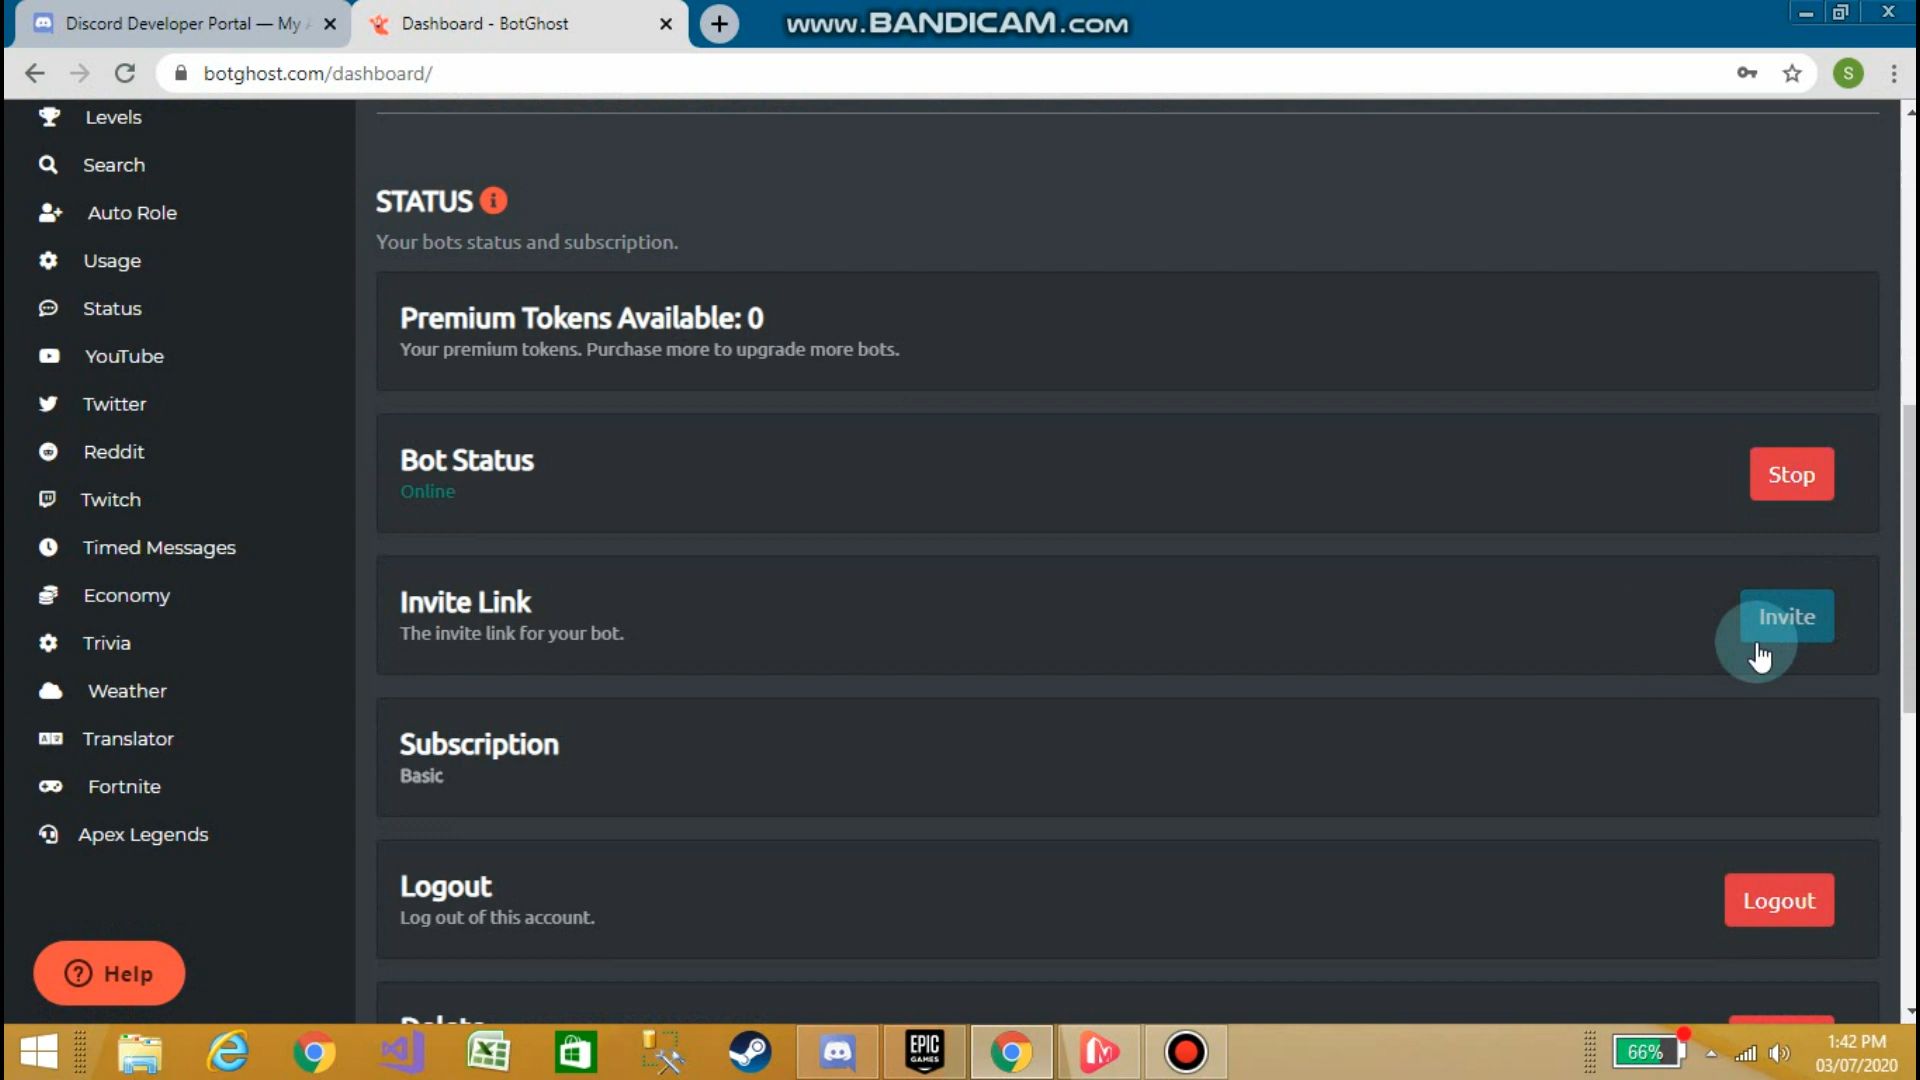 Discord Developer Portal — My
Dashboard - BotGhost
www.BANDICAM.com
botghost.com/dashboard/
S
Levels
Search
Auto Role
Usage
Status
YouTube
Twitter
Reddit
Twitch
Timed Messages
Economy
Trivia
Weather
Translator
Fortnite
Apex Legends
Help
STATUS
Your bots status and subscription.
Premium Tokens Available: 0
Your premium tokens. Purchase more to upgrade more bots.
Bot Status
Online
Stop
Invite Link
The invite link for your bot.
Invite
Subscription
Basic
Logout
Log out of this account.
Logout
Delete
EPIC
GAMES
66%
1:42 PM
03/07/2020